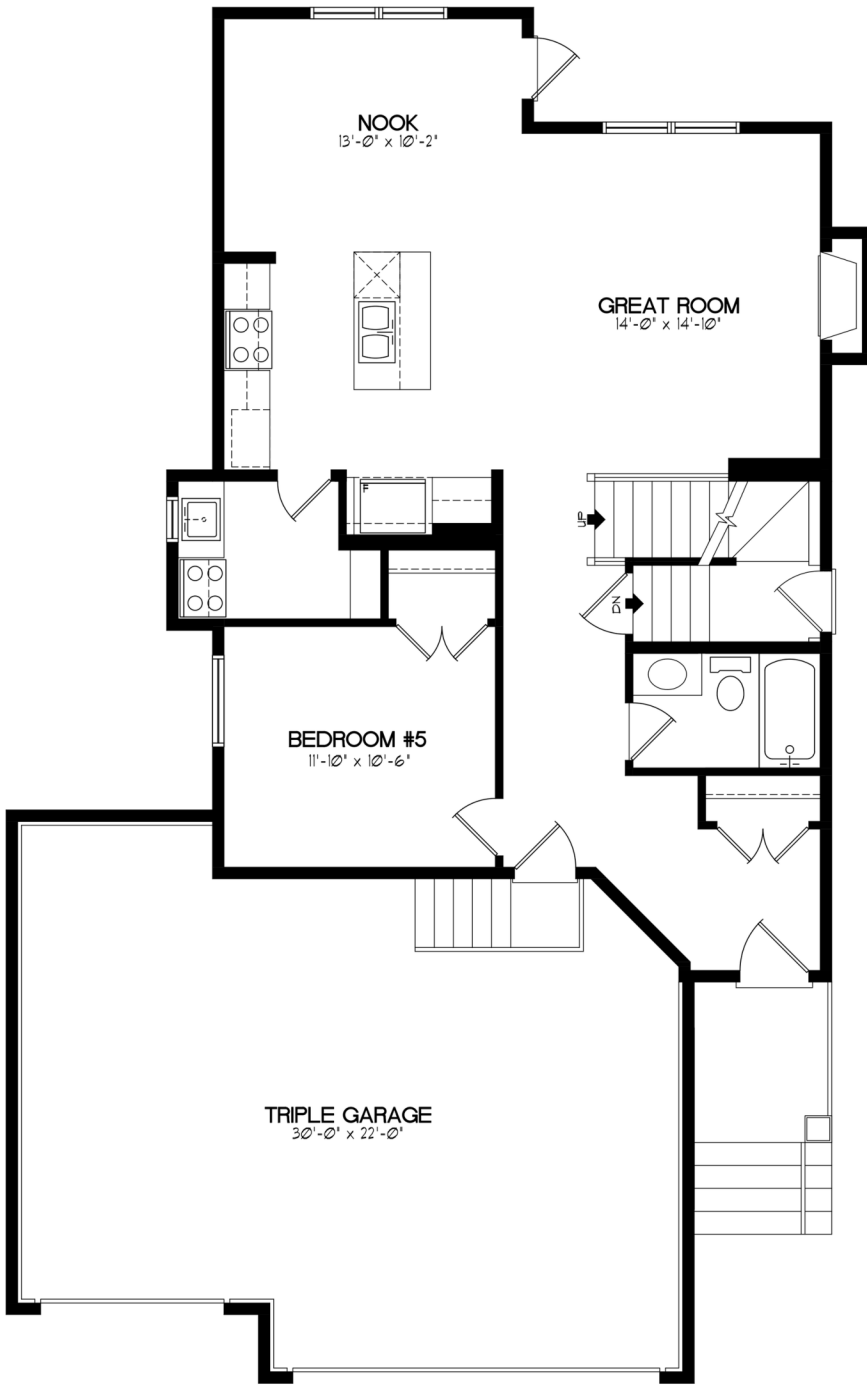 NOOK
13'-0" x 10'-2"
GREAT ROOM
14'-0" x 14'-10"
F
UP
DN
BEDROOM #5
11'-10" x 10'-6"
TRIPLE GARAGE
30'-0" x 22'-0"